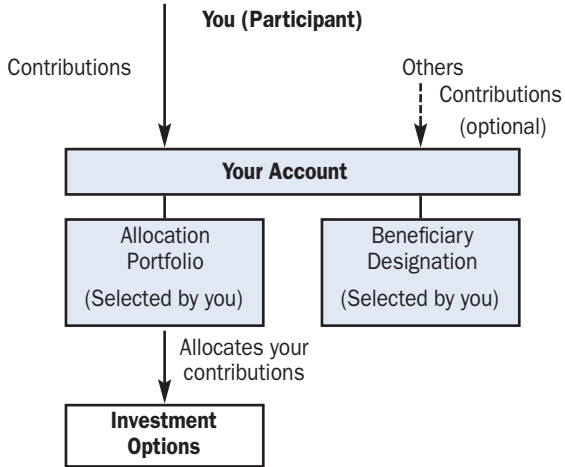 You (Participant)
Contributions
Others
Contributions
(optional)
Your Account
Allocation
Portfolio
(Selected by you)
Beneficiary
Designation
(Selected by you)
Allocates your
contributions
Investment
Options